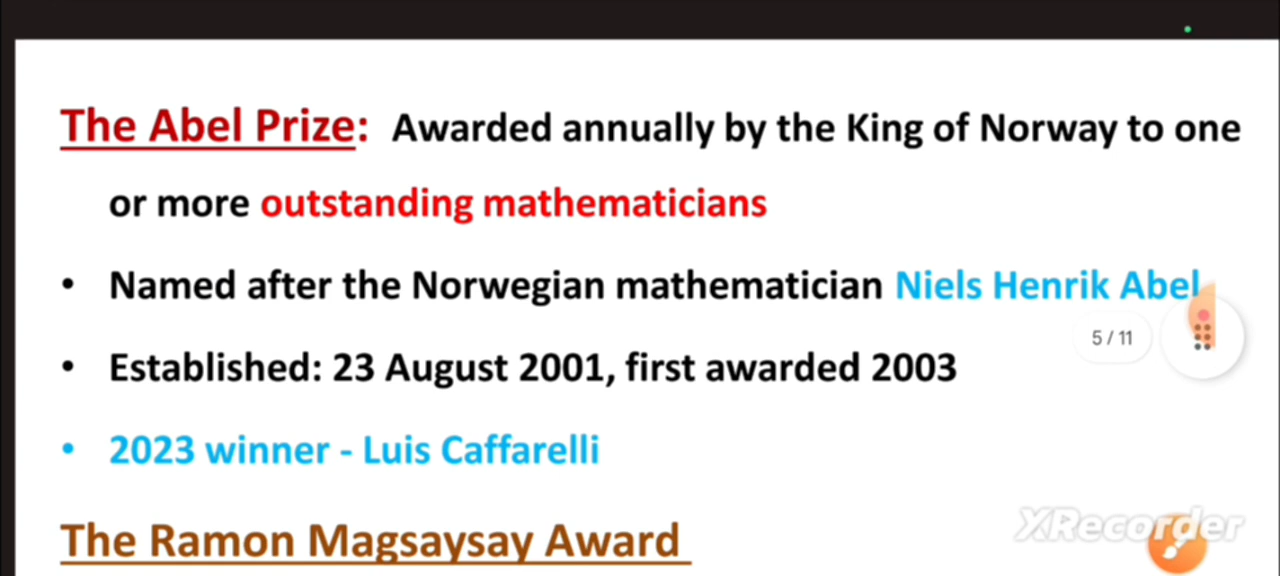 The Abel Prize: Awarded annually by the King of Norway to one
or more outstanding mathematicians
• Named after the Norwegian mathematician Niels Henrik Abel
• Established: 23 August 2001, first awarded 2003
5 / 11
• 2023 winner - Luis Caffarelli
The Ramon Magsaysay Award
XRecorder